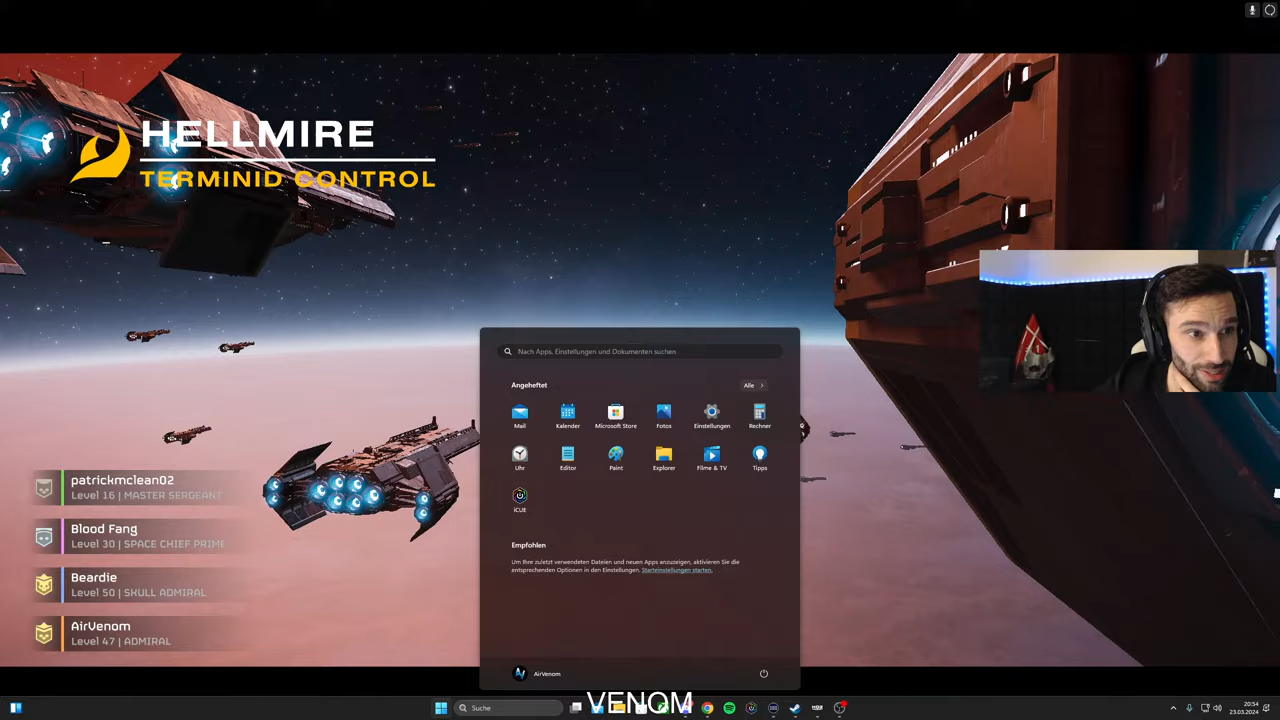 HELLMIRE
TERMINID CONTROL
Nach Apps, Einstellungen und Dokumenten suchen
Angeheftet
Alle
Mail
Kalender
Microsoft Store
Fotos
Einstellungen
Rechner
Uhr
Editor
Paint
Explorer
Filme & TV
Tipps
iCUE
patrickmclean02
Level 16 | MASTER SERGEANT
Blood Fang
Level 30 | SPACE CHIEF PRIME
Beardie
Level 50 | SKULL ADMIRAL
AirVenom
Level 47 | ADMIRAL
Empfohlen
Um Ihre zuletzt verwendeten Dateien und neuen Apps anzuzeigen, aktivieren Sie die
entsprechenden Optionen in den Einstellungen. Starteinstellungen starten.
AirVenom
VENOM
Suche
20:54
23.03.2024